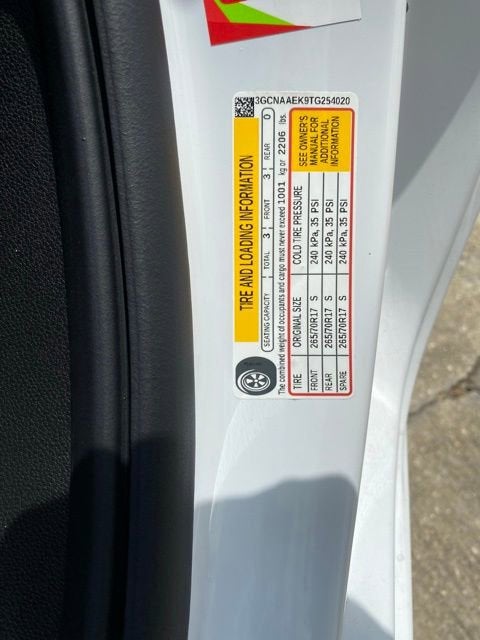 3GCNAAEK9TG254020
TIRE AND LOADING INFORMATION
SEATING CAPACITY TOTAL 3 FRONT 3 REAR 0
The combined weight of occupants and cargo must never exceed 1001 kg or 2206 lbs.
TIRE ORIGINAL SIZE COLD TIRE PRESSURE
FRONT 265/70R17 S 240 kPa, 35 PSI
REAR 265/70R17 S 240 kPa, 35 PSI
SPARE 265/70R17 S 240 kPa, 35 PSI
SEE OWNER'S
MANUAL FOR
ADDITIONAL
INFORMATION